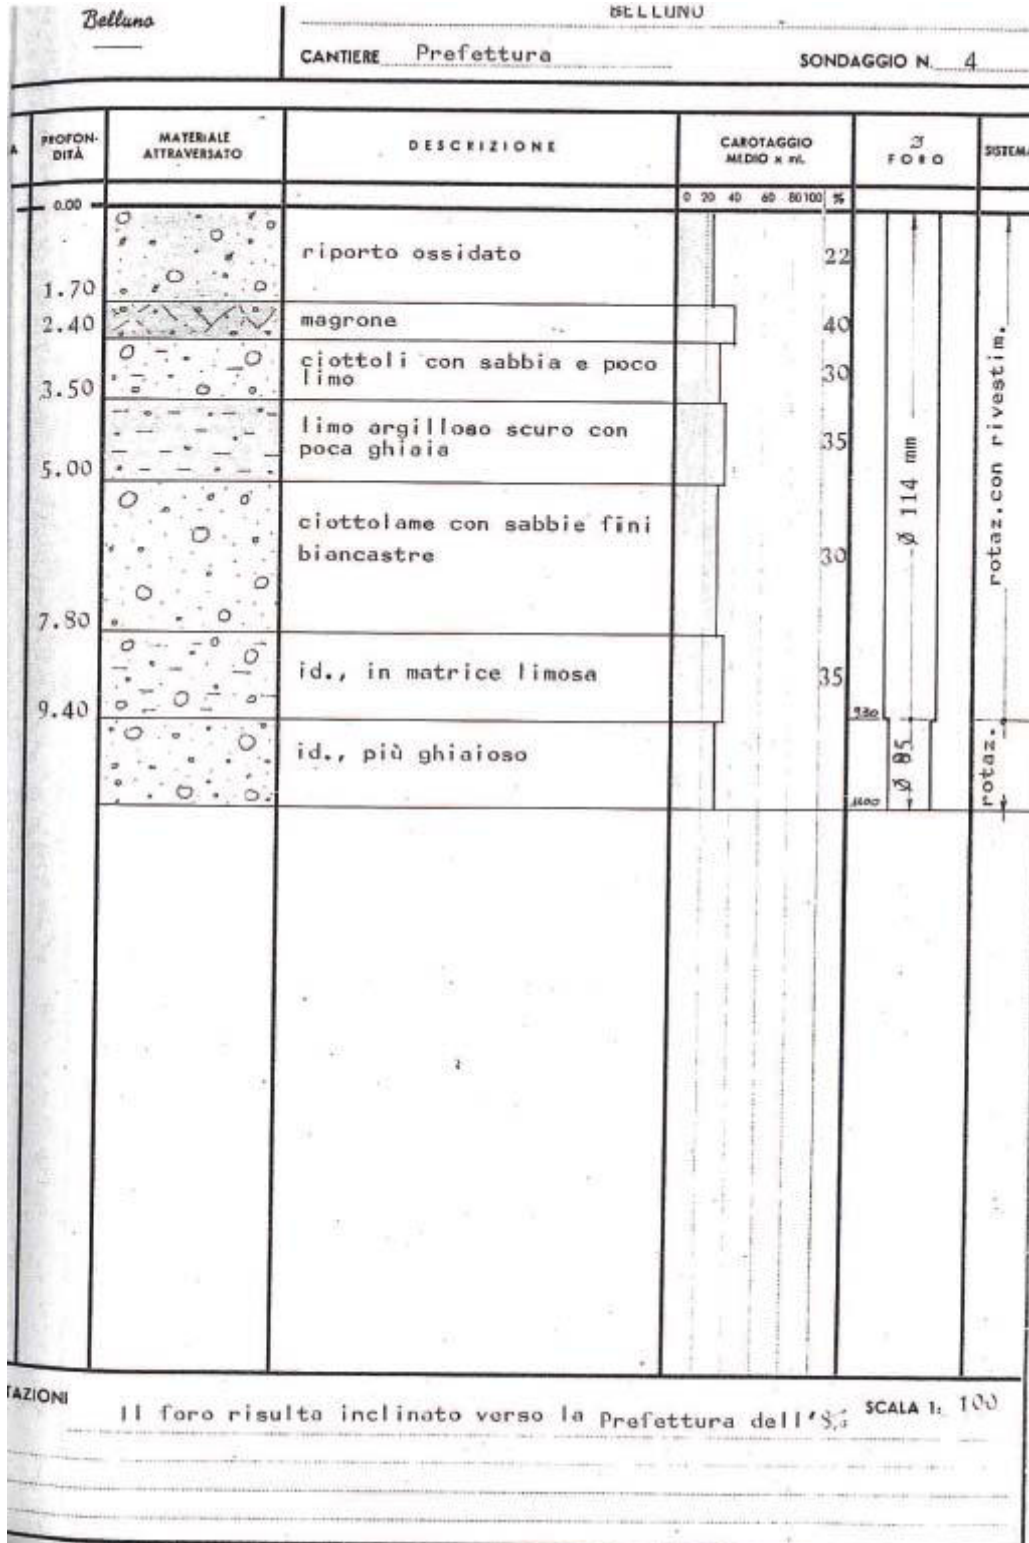 Belluno
BELLUNO
CANTIERE Prefettura SONDAGGIO N. 4
PROFON-
DITÀ
MATERIALE
ATTRAVERSATO
DESCRIZIONE
CAROTAGGIO
MEDIO x ml.
Ø
FORO
SISTEMA
0.00
0 20 40 60 80 100 %
riporto ossidato
22
1.70
2.40
magrone
40
ciottoli con sabbia e poco
limo
30
3.50
limo argilloso scuro con
poca ghiaia
35
5.00
ciottolame con sabbie fini
biancastre
30
7.80
id., in matrice limosa
35
9.40
id., più ghiaioso
Ø 114 mm
rotaz.con rivestim.
Ø 85
rotaz.
TAZIONI
Il foro risulta inclinato verso la Prefettura dell'8%
SCALA 1: 100